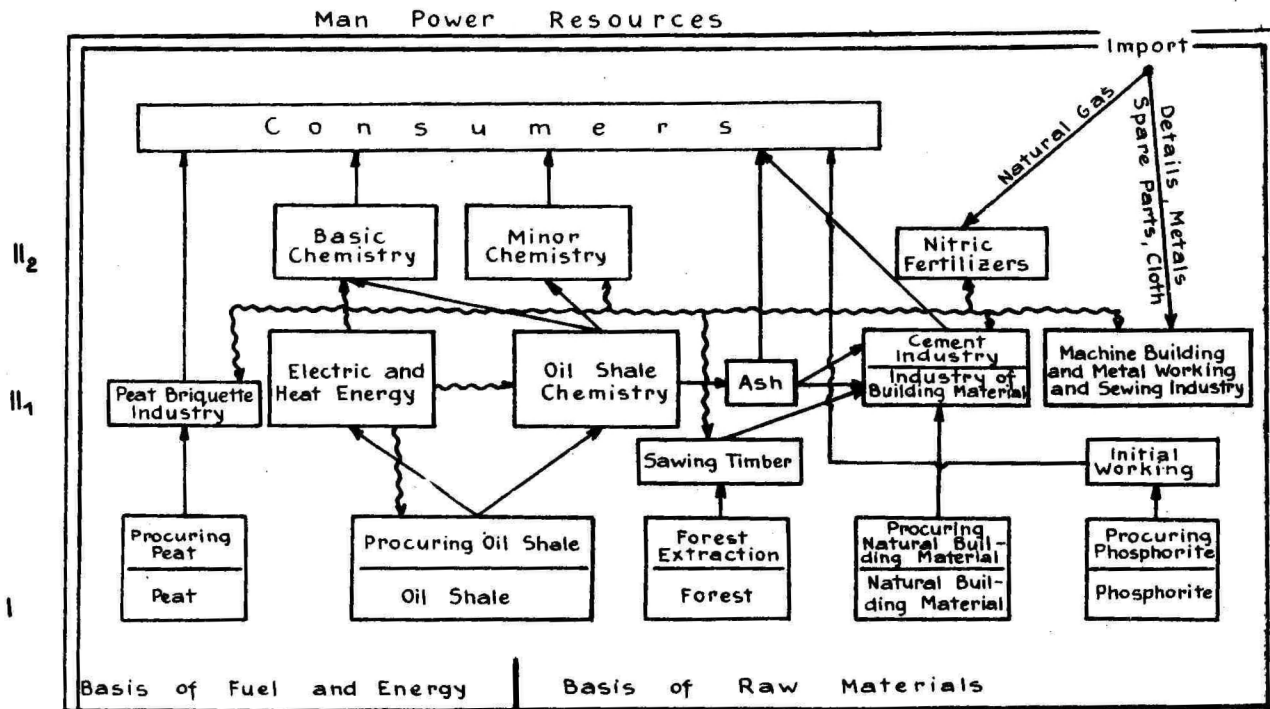 Man Power Resources
Import
Consumers
Natural Gas
Details, Metals
Spare Parts, Cloth
II2
Basic
Chemistry
Minor
Chemistry
Nitric
Fertilizers
II1
Peat Briquette
Industry
Electric and
Heat Energy
Oil Shale
Chemistry
Ash
Cement
Industry
Industry of
Building Material
Machine Building
and Metal Working
and Sewing Industry
Sawing Timber
Initial
Working
I
Procuring
Peat
Peat
Procuring Oil Shale
Oil Shale
Forest
Extraction
Forest
Procuring
Natural Buil-
ding Material
Natural Buil-
ding Material
Procuring
Phosphorite
Phosphorite
Basis of Fuel and Energy
Basis of Raw Materials